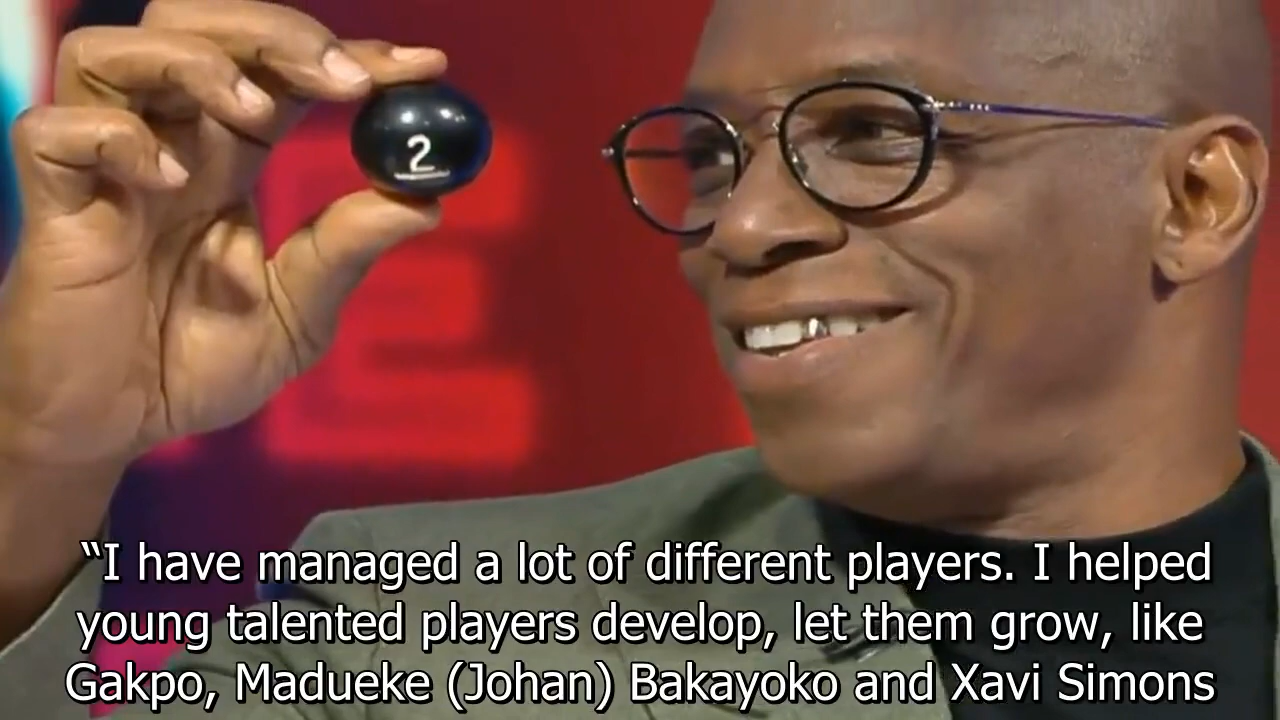 2
“I have managed a lot of different players. I helped
young talented players develop, let them grow, like
Gakpo, Madueke (Johan) Bakayoko and Xavi Simons